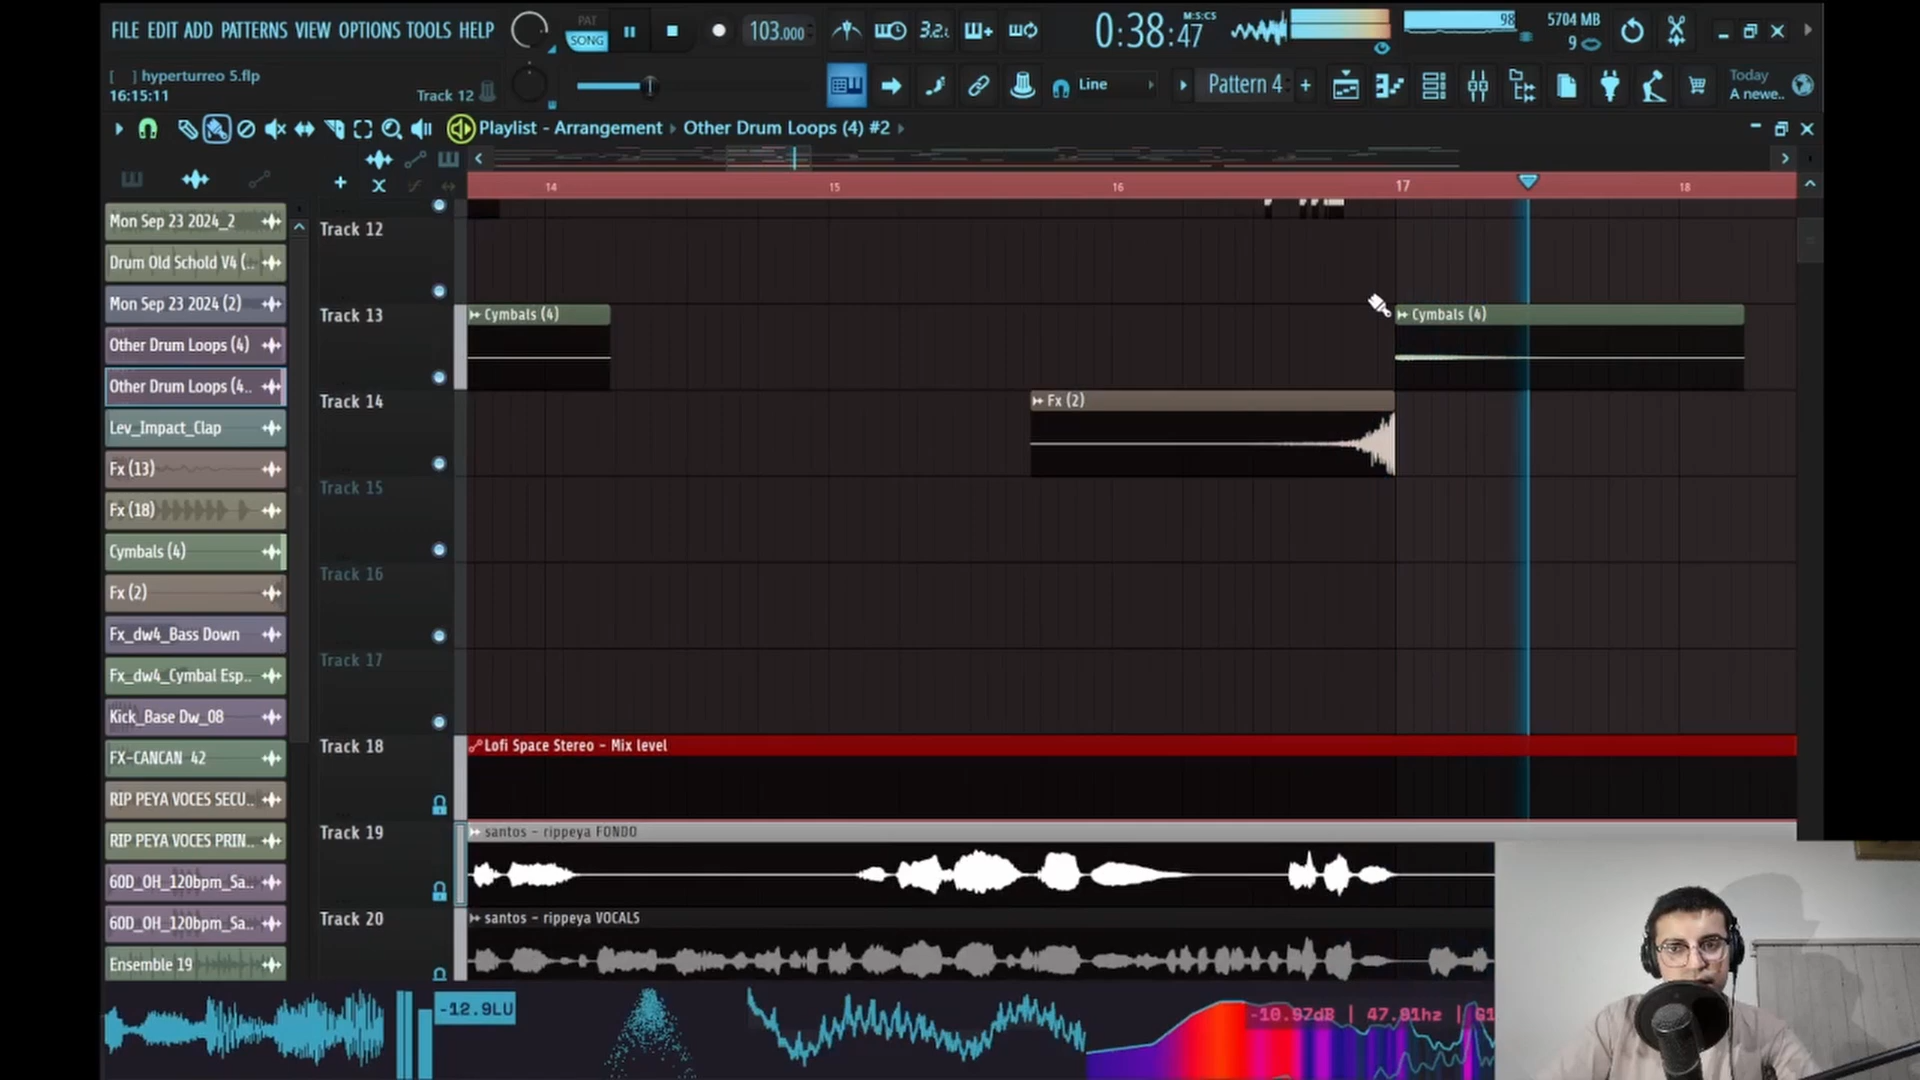 FILE EDIT ADD PATTERNS VIEW OPTIONS TOOLS HELP
PAT
SONG
103.000
3.2.
0:38:47
M:S:CS
98
5704 MB
9
[ ] hyperturreo 5.flp
16:15:11
Track 12
Line
Pattern 4
Today
A newe..
Playlist - Arrangement
Other Drum Loops (4) #2
14
15
16
17
18
Mon Sep 23 2024_2
Drum Old Schold V4 (..
Mon Sep 23 2024 (2)
Other Drum Loops (4)
Other Drum Loops (4..
Lev_Impact_Clap
Fx (13)
Fx (18)
Cymbals (4)
Fx (2)
Fx_dw4_Bass Down
Fx_dw4_Cymbal Esp..
Kick_Base Dw_08
FX-CANCAN 42
RIP PEYA VOCES SECU..
RIP PEYA VOCES PRIN..
60D_OH_120bpm_Sa..
60D_OH_120bpm_Sa..
Ensemble 19
Track 12
Track 13
Cymbals (4)
Cymbals (4)
Track 14
Fx (2)
Track 15
Track 16
Track 17
Track 18
Lofi Space Stereo - Mix level
Track 19
santos - rippeya FONDO
Track 20
santos - rippeya VOCALS
-12.9LU
-10.97dB | 47.91hz | G1